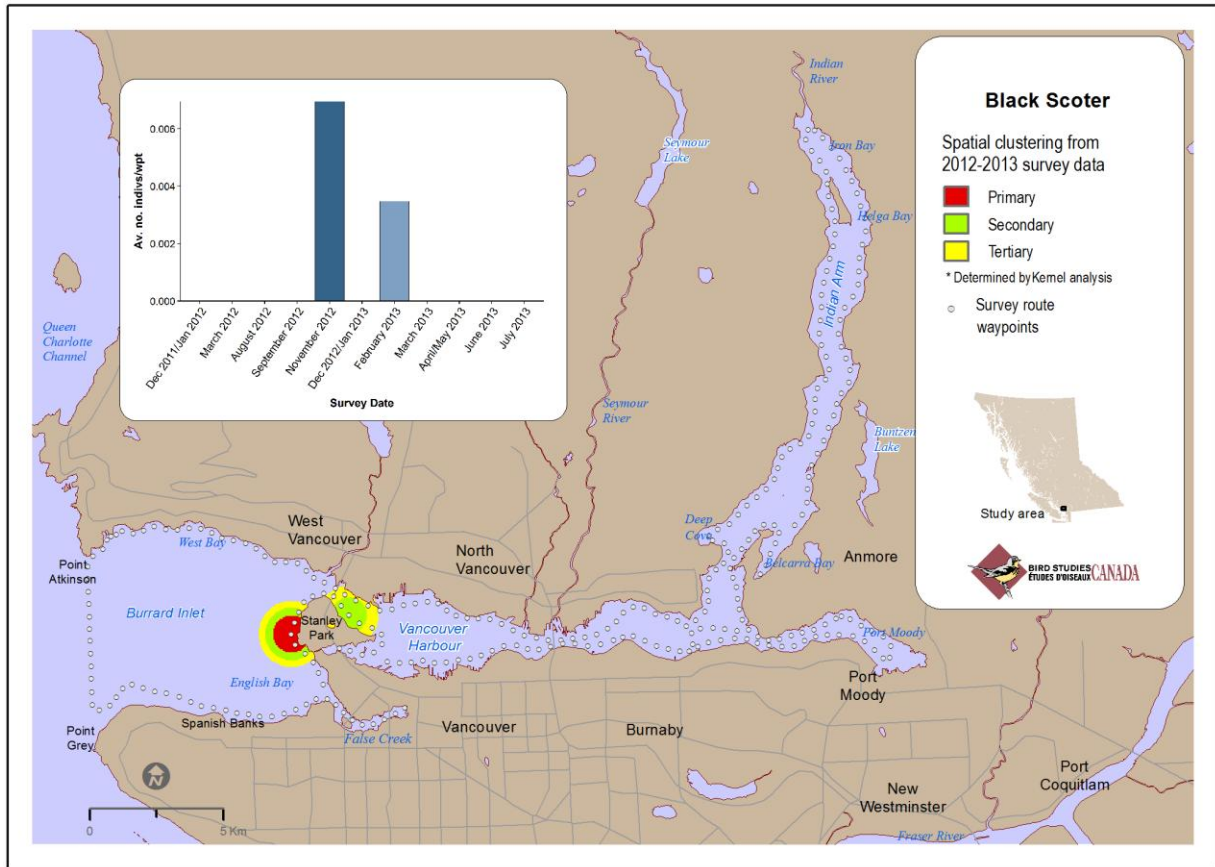 Av. no. indivs/wpt
0.006
0.004
0.002
0.000
Dec 2011/Jan 2012
March 2012
August 2012
September 2012
November 2012
Dec 2012/Jan 2013
February 2013
March 2013
April/May 2013
June 2013
July 2013
Survey Date
Black Scoter
Spatial clustering from
2012-2013 survey data
Primary
Secondary
Tertiary
* Determined by Kernel analysis
Survey route
waypoints
Study area
BIRD STUDIES
ÉTUDES D'OISEAUX
CANADA
Indian
River
Iron Bay
Seymour
Lake
Helga Bay
Indian Arm
Queen
Charlotte
Channel
Seymour
River
Buntzen
Lake
Deep
Cove
Belcarra Bay
Anmore
West
Vancouver
West Bay
North
Vancouver
Point
Atkinson
Burrard Inlet
Stanley
Park
Vancouver
Harbour
Port Moody
English Bay
Port
Moody
Spanish Banks
Vancouver
Burnaby
Point
Grey
False Creek
Port
Coquitlam
New
Westminster
Fraser River
N
0
5 Km